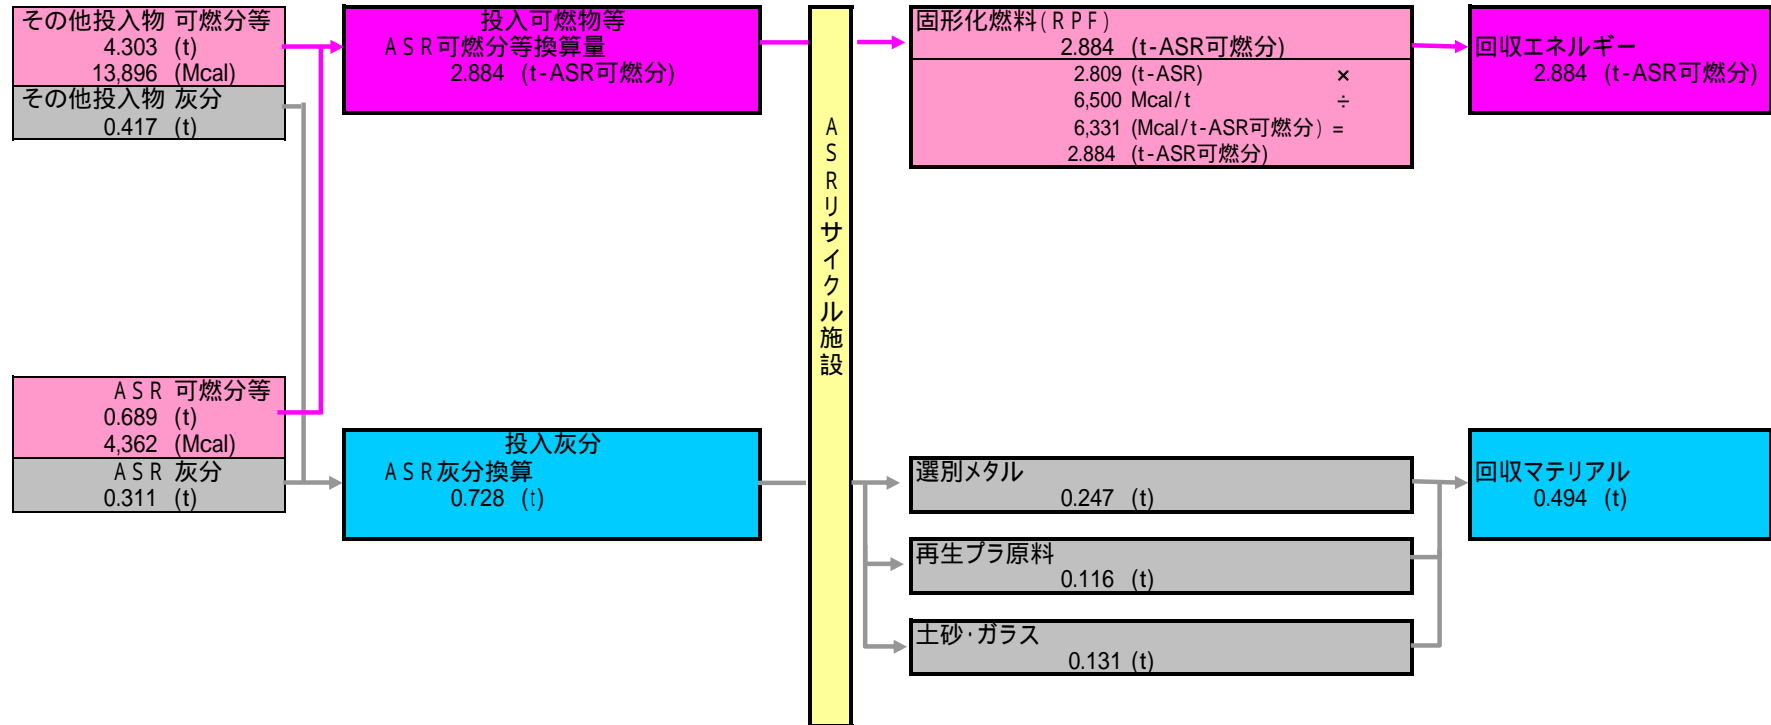 その他投入物 可燃分等
4.303 (t)
13,896 (Mcal)
その他投入物 灰分
0.417 (t)
ASR 可燃分等
0.689 (t)
4,362 (Mcal)
ASR 灰分
0.311 (t)
投入可燃物等
ASR可燃分等換算量
2.884 (t-ASR可燃分)
投入灰分
ASR灰分換算
0.728 (t)
ASRリサイクル施設
固形化燃料(RPF)
2.884 (t-ASR可燃分)
2.809 (t-ASR) ×
6,500 Mcal/t ÷
6,331 (Mcal/t-ASR可燃分) =
2.884 (t-ASR可燃分)
選別メタル
0.247 (t)
再生プラ原料
0.116 (t)
土砂・ガラス
0.131 (t)
回収エネルギー
2.884 (t-ASR可燃分)
回収マテリアル
0.494 (t)